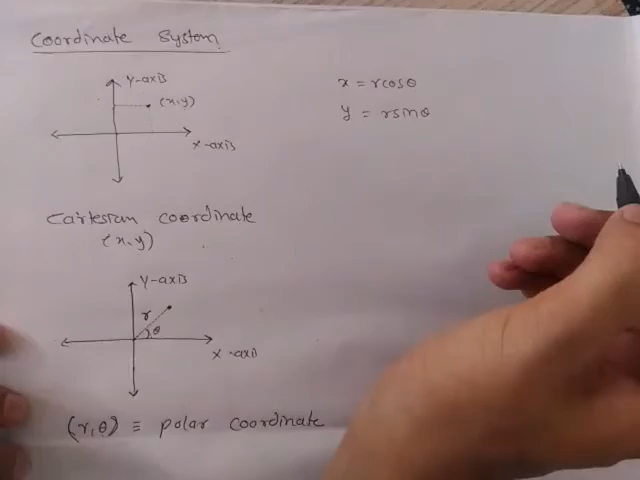 Coordinate System
Y-axis
(x,y)
X-axis
x = rcosθ
y = rsinθ
Cartesian coordinate
(x,y)
Y-axis
r
θ
X-axis
(r,θ) ≡ polar coordinate